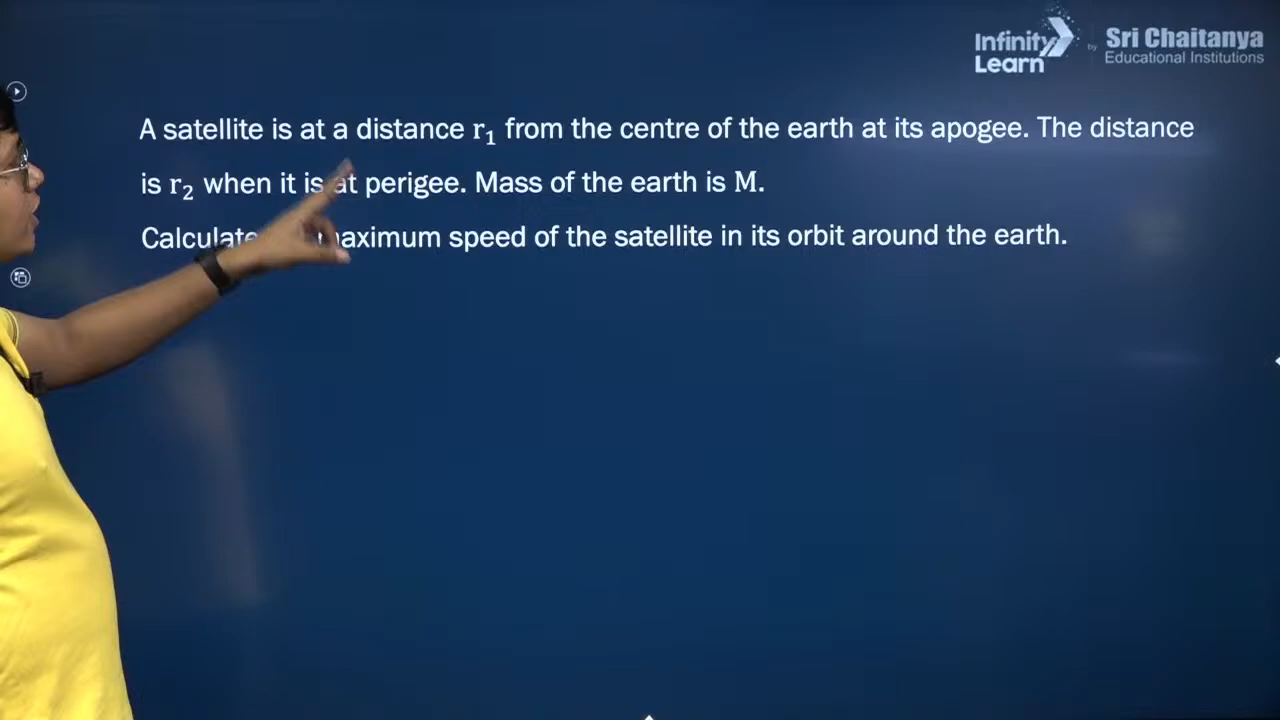 Infinity Learn
by
Sri Chaitanya
Educational Institutions
A satellite is at a distance r₁ from the centre of the earth at its apogee. The distance
is r₂ when it is at perigee. Mass of the earth is M.
Calculate maximum speed of the satellite in its orbit around the earth.